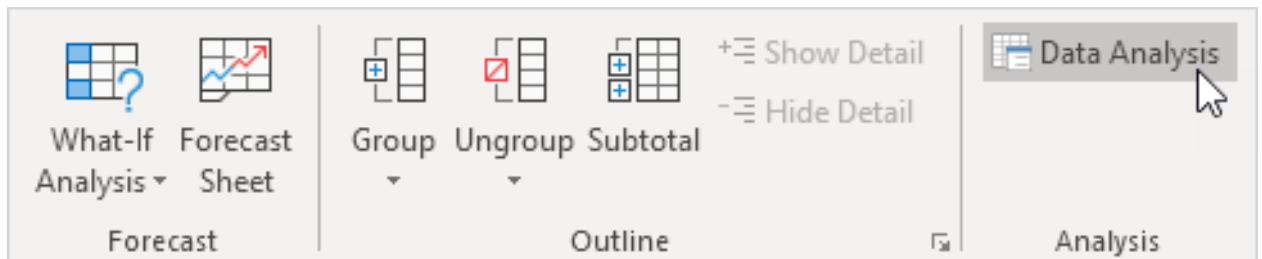 What-If
Analysis
Forecast
Sheet
Forecast
Group
Ungroup
Subtotal
Show Detail
Hide Detail
Outline
Data Analysis
Analysis